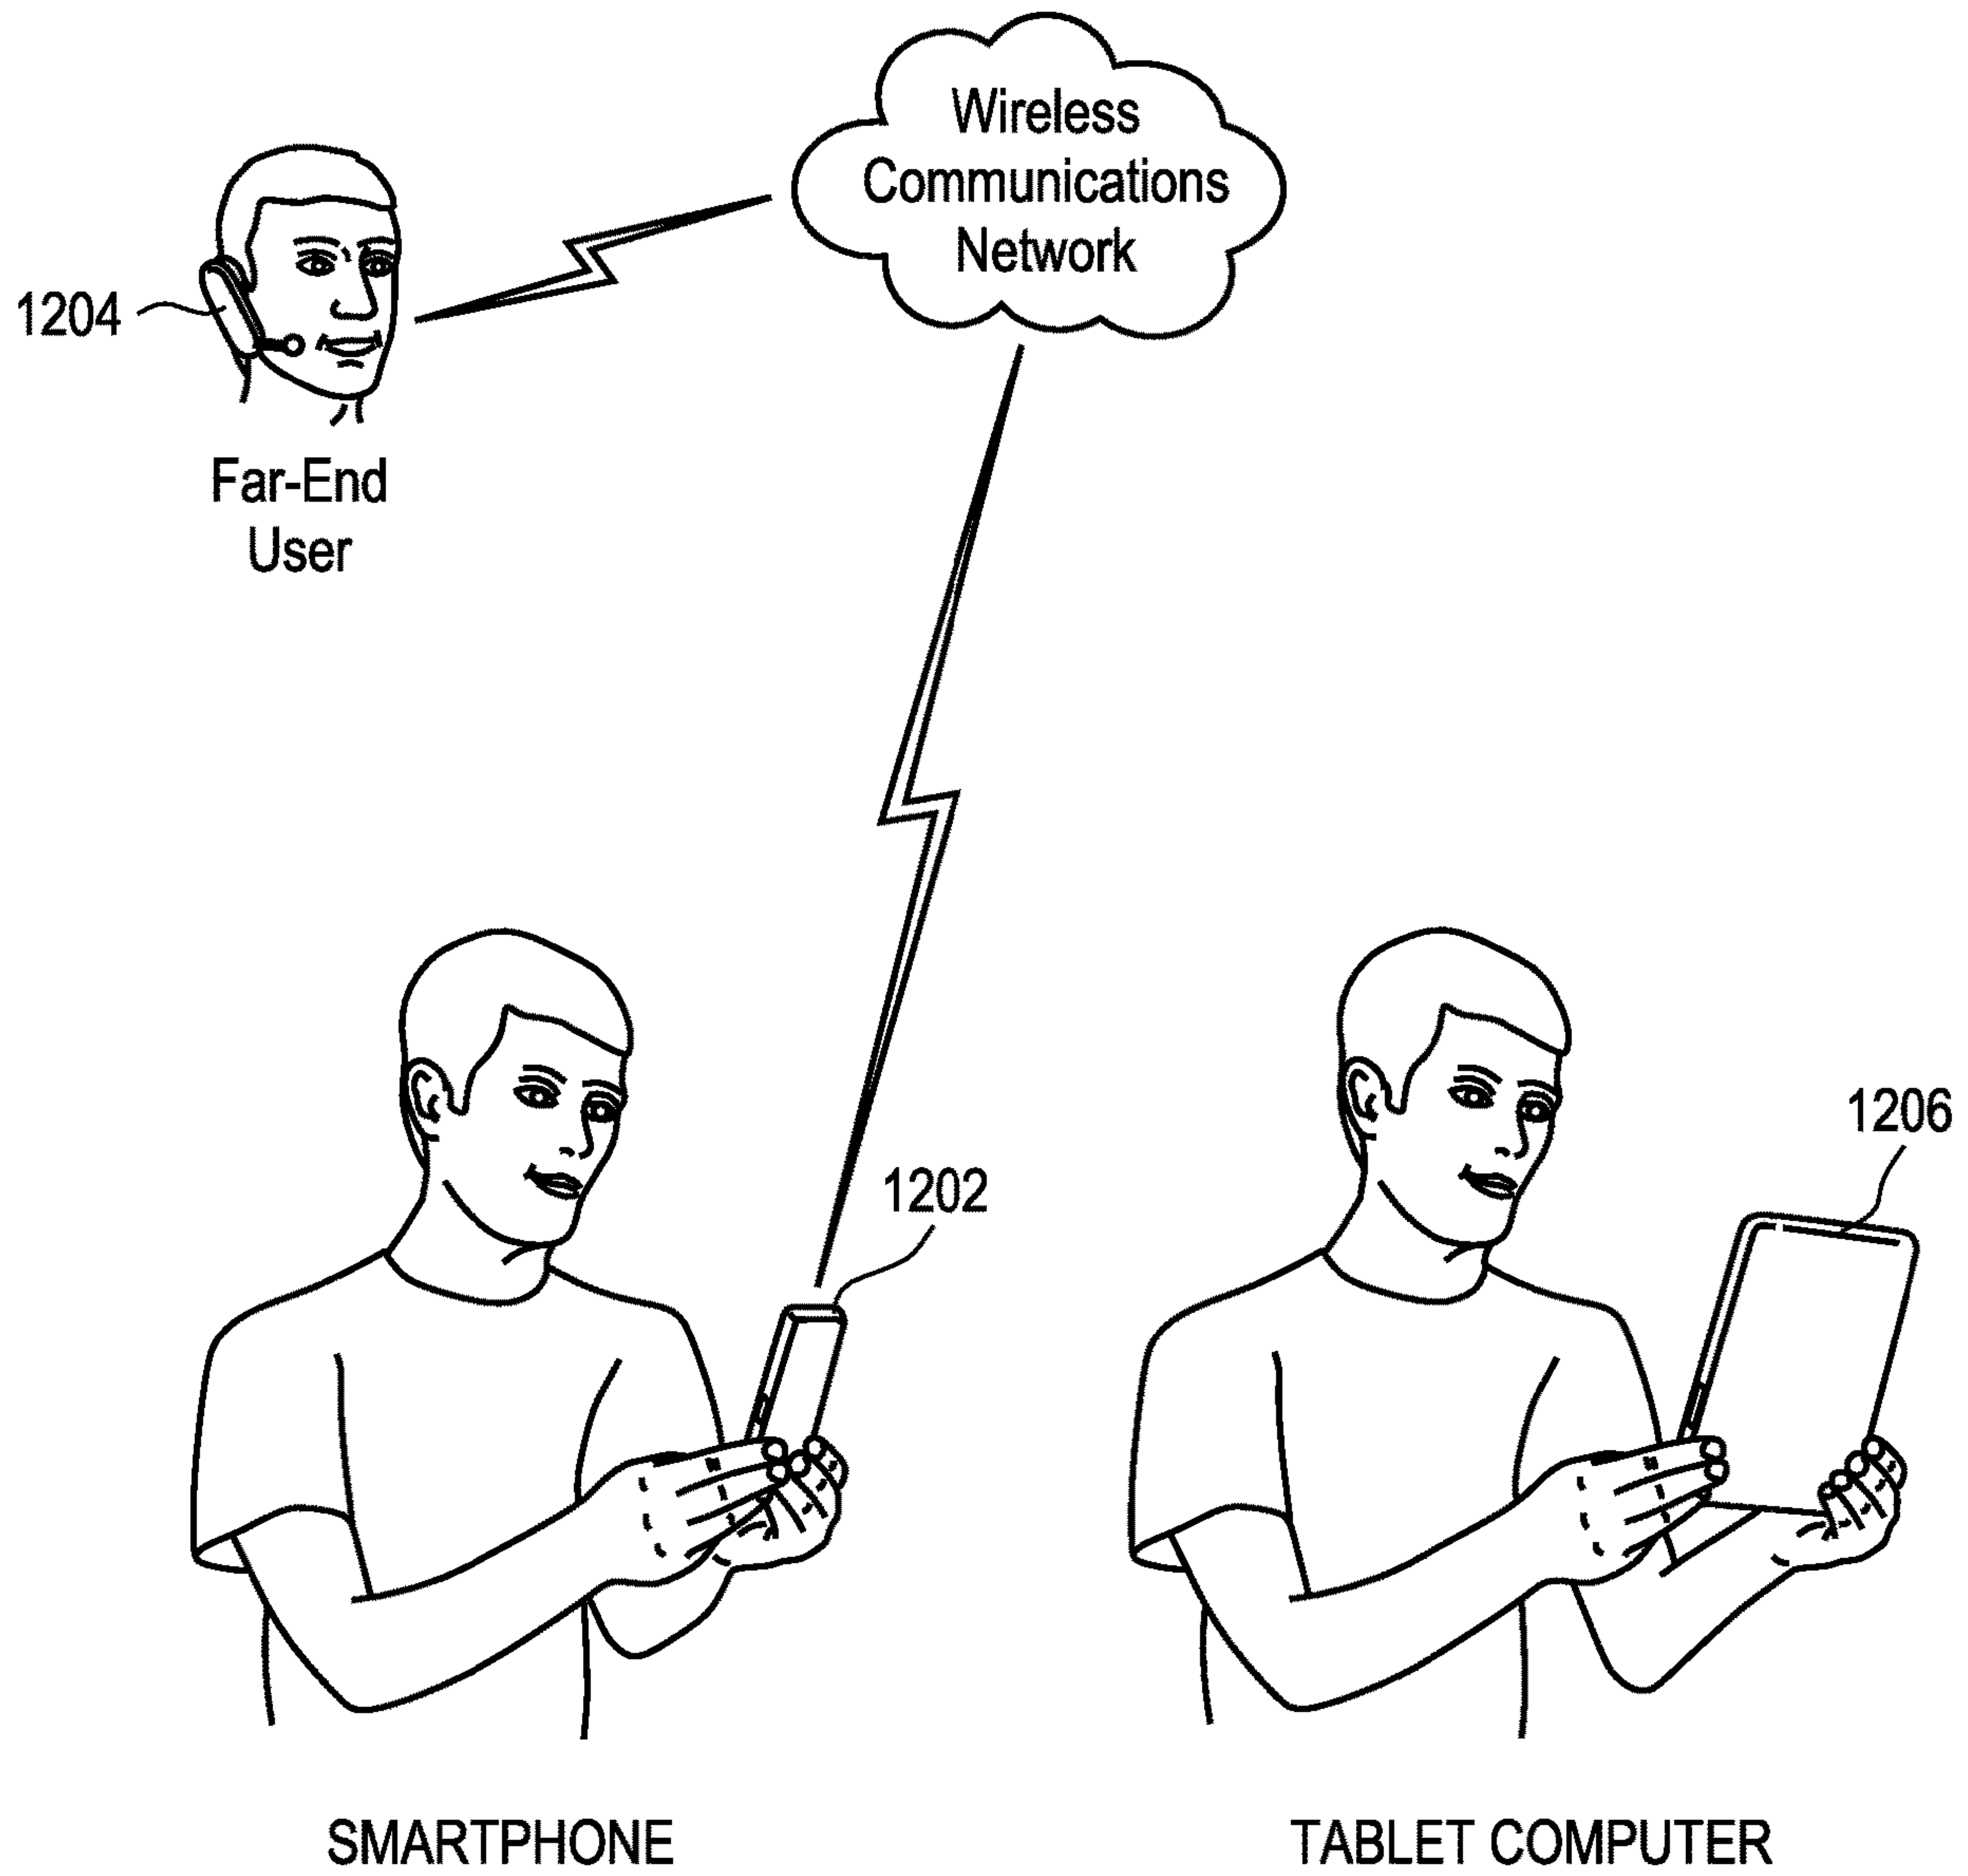 Wireless
Communications
Network
1204
Far-End
User
1202
1206
SMARTPHONE
TABLET COMPUTER